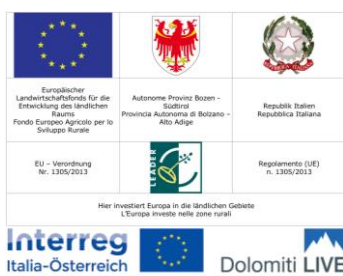 Europäischer
Landwirtschaftsfonds für die
Entwicklung des ländlichen
Raums
Fondo Europeo Agricolo per lo
Sviluppo Rurale
Autonome Provinz Bozen -
Südtirol
Provincia Autonoma di Bolzano –
Alto Adige
Republik Italien
Repubblica Italiana
EU – Verordnung
Nr. 1305/2013
LEADER
Regolamento (UE)
n. 1305/2013
Hier investiert Europa in die ländlichen Gebiete
L'Europa investe nelle zone rurali
Interreg
Italia-Österreich
Dolomiti LIVE